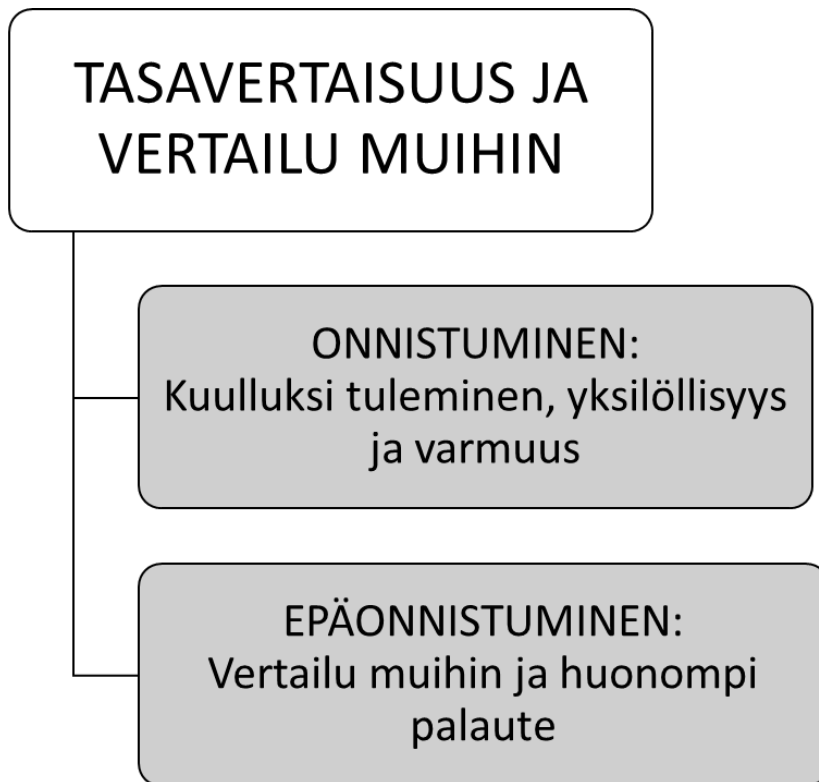 TASAVERTAISUUS JA
VERTAILU MUIHIN
ONNISTUMINEN:
Kuulluksi tuleminen, yksilöllisyys
ja varmuus
EPÄONNISTUMINEN:
Vertailu muihin ja huonompi
palaute